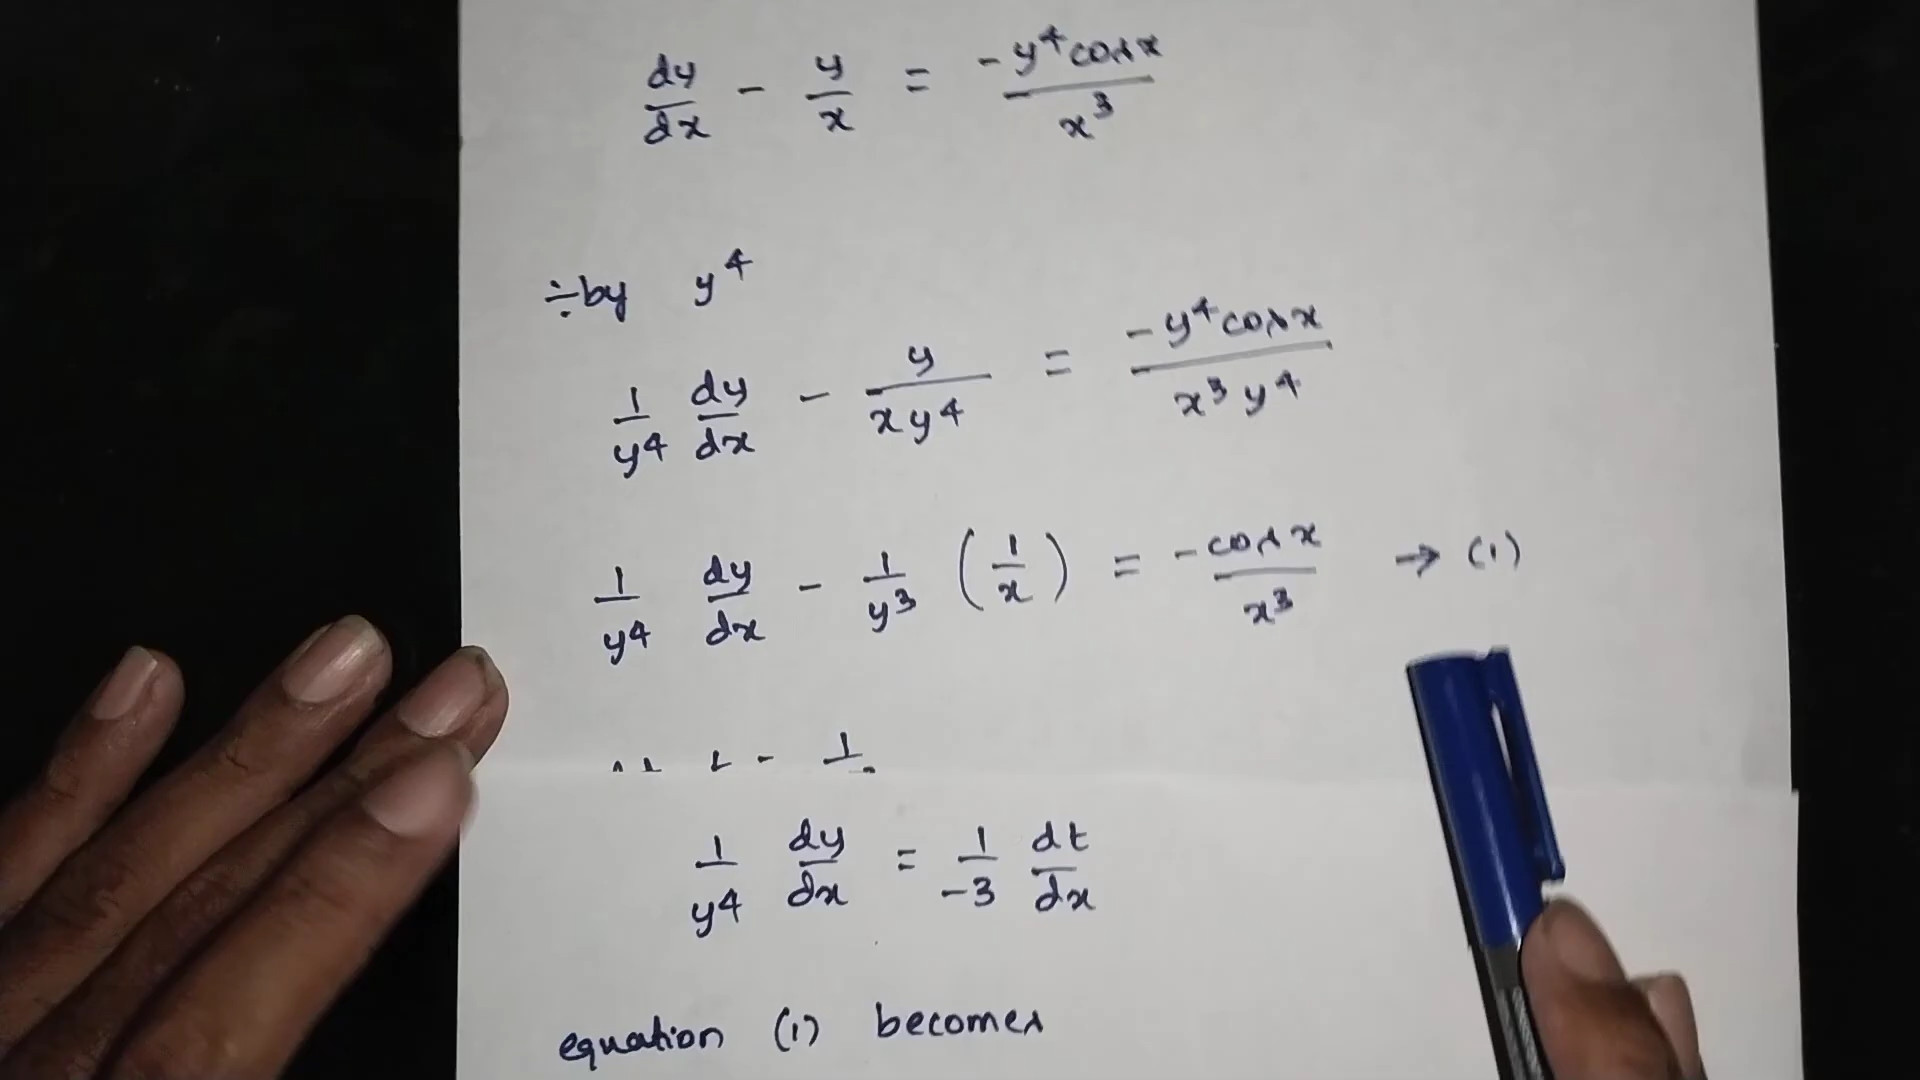 dy/dx - y/x = -y⁴cosx/x³
÷by y⁴
1/y⁴ dy/dx - y/xy⁴ = -y⁴cosx/x³y⁴
1/y⁴ dy/dx - 1/y³ (1/x) = -cosx/x³ → (1)
1/y⁴ dy/dx = 1/-3 dt/dx
equation (1) becomes